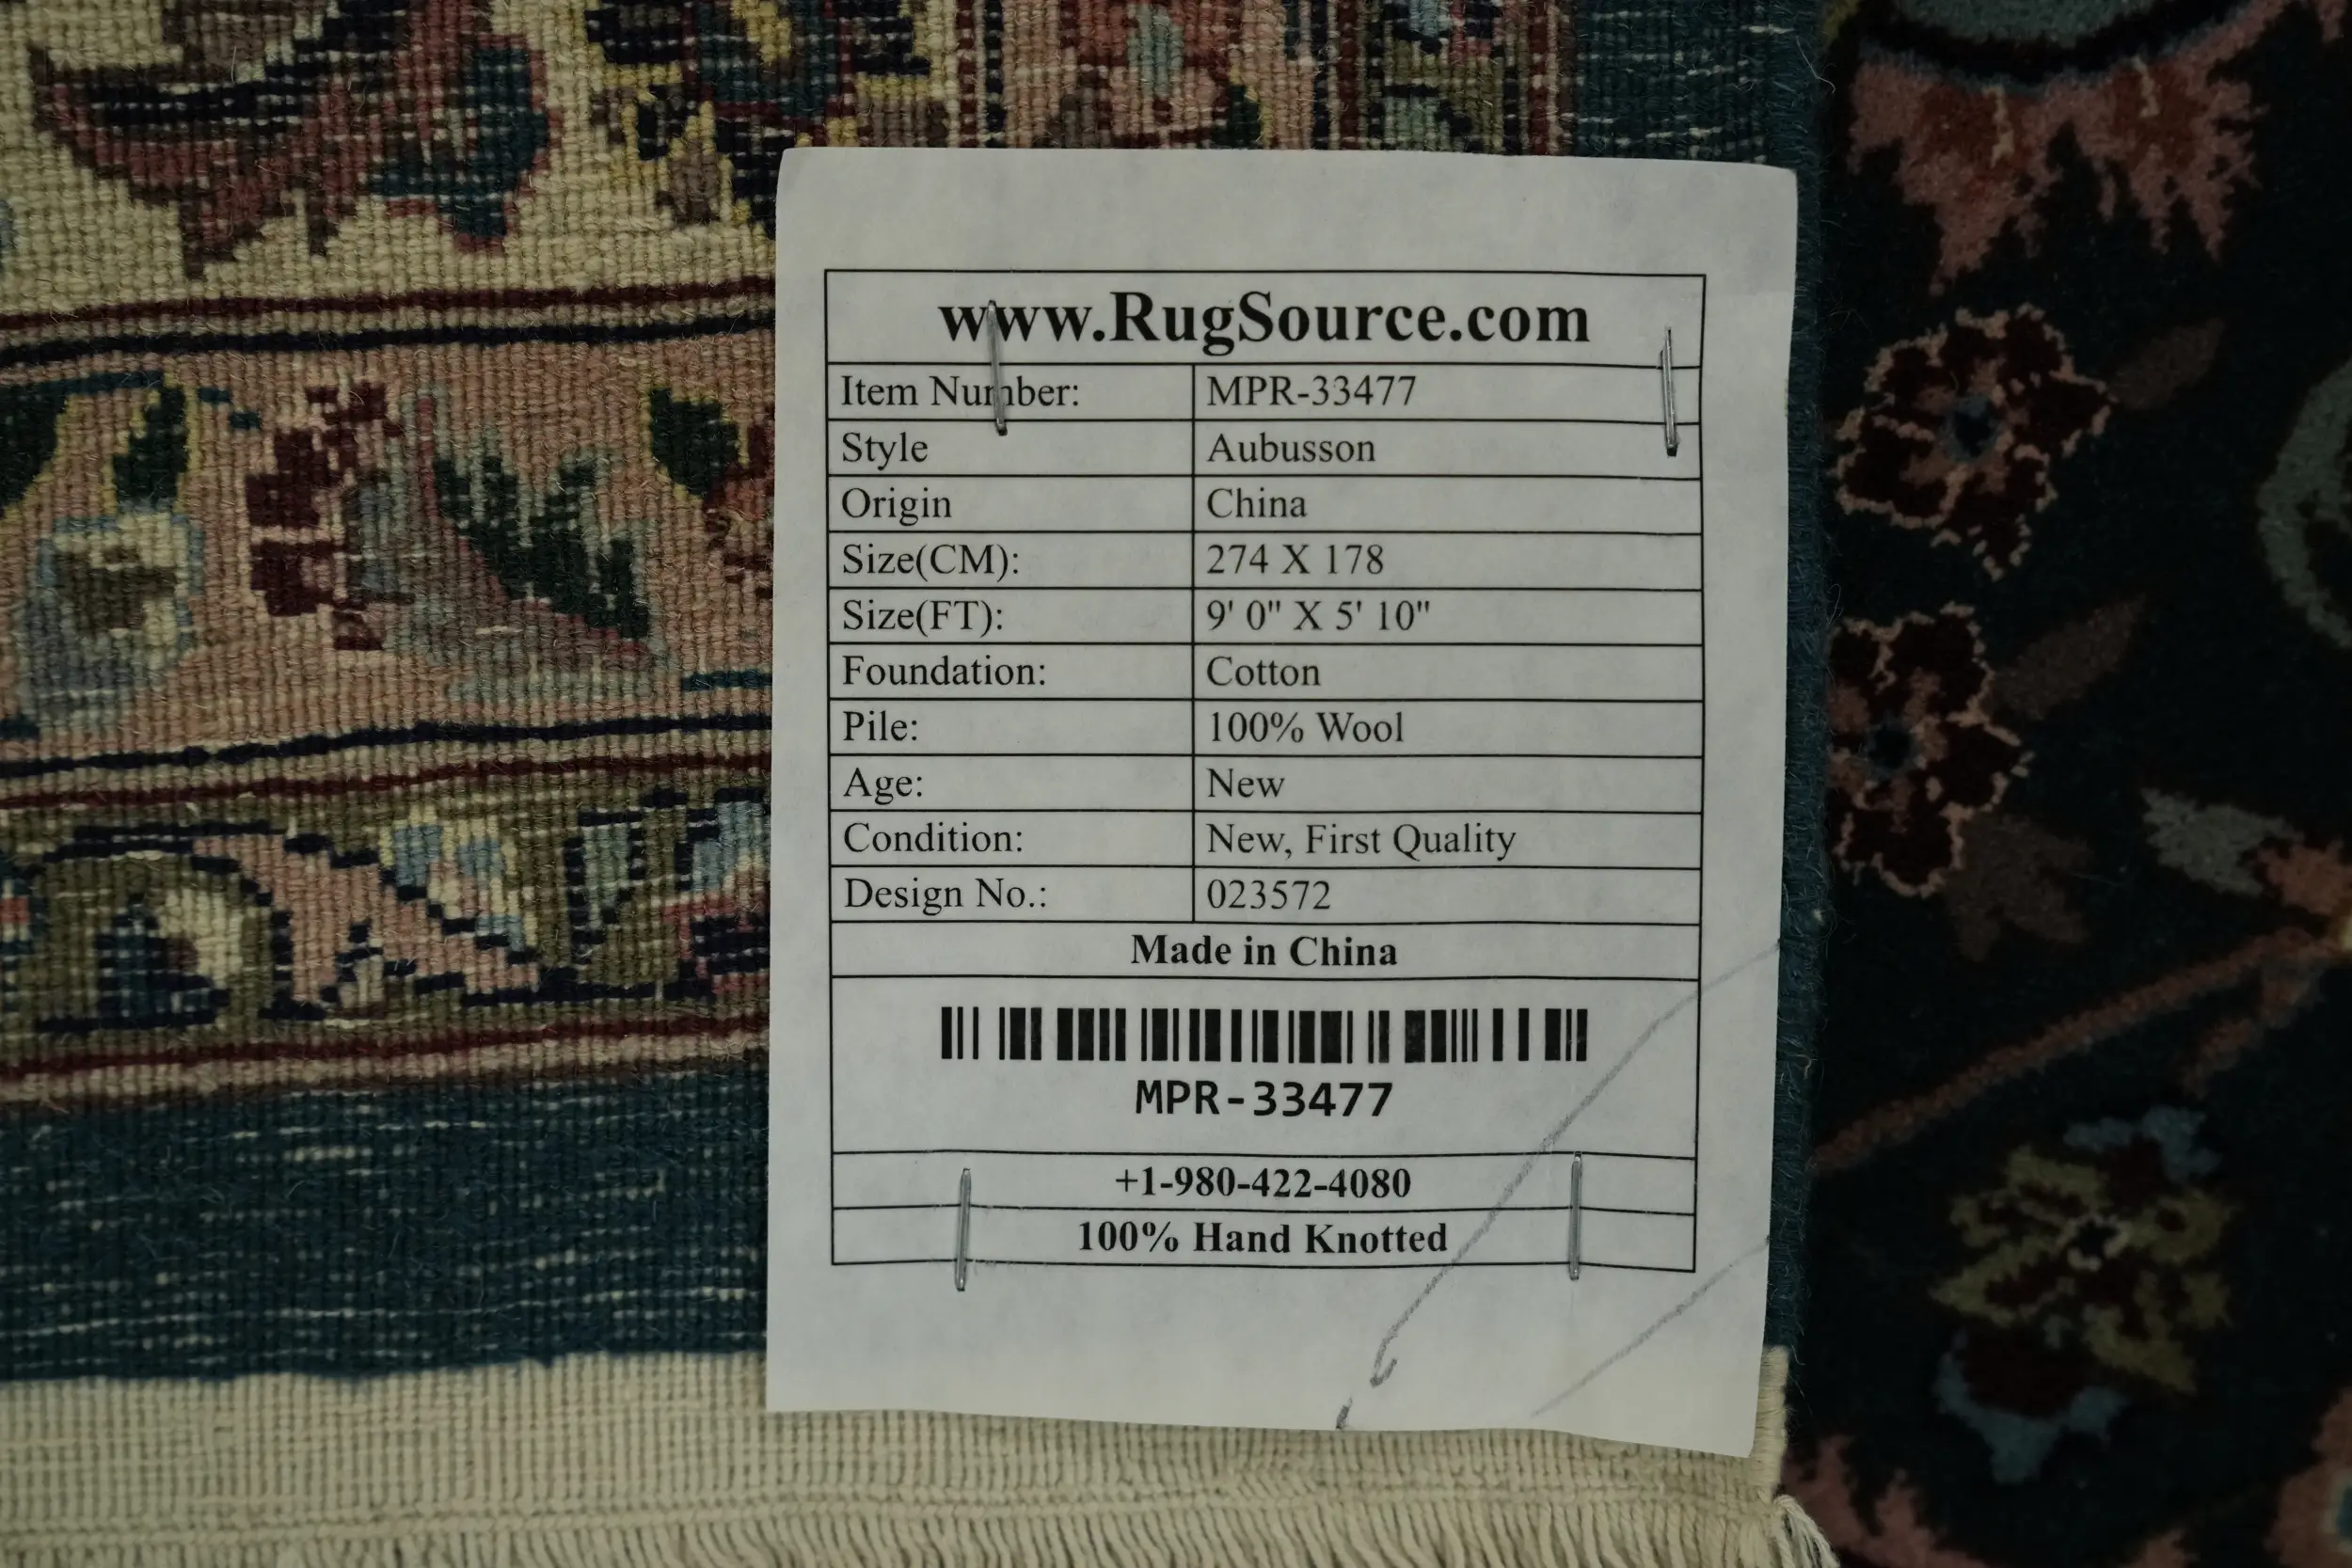 www.RugSource.com
Item Number: MPR-33477
Style Aubusson
Origin China
Size(CM): 274 X 178
Size(FT): 9' 0" X 5' 10"
Foundation: Cotton
Pile: 100% Wool
Age: New
Condition: New, First Quality
Design No.: 023572
Made in China
MPR-33477
+1-980-422-4080
100% Hand Knotted